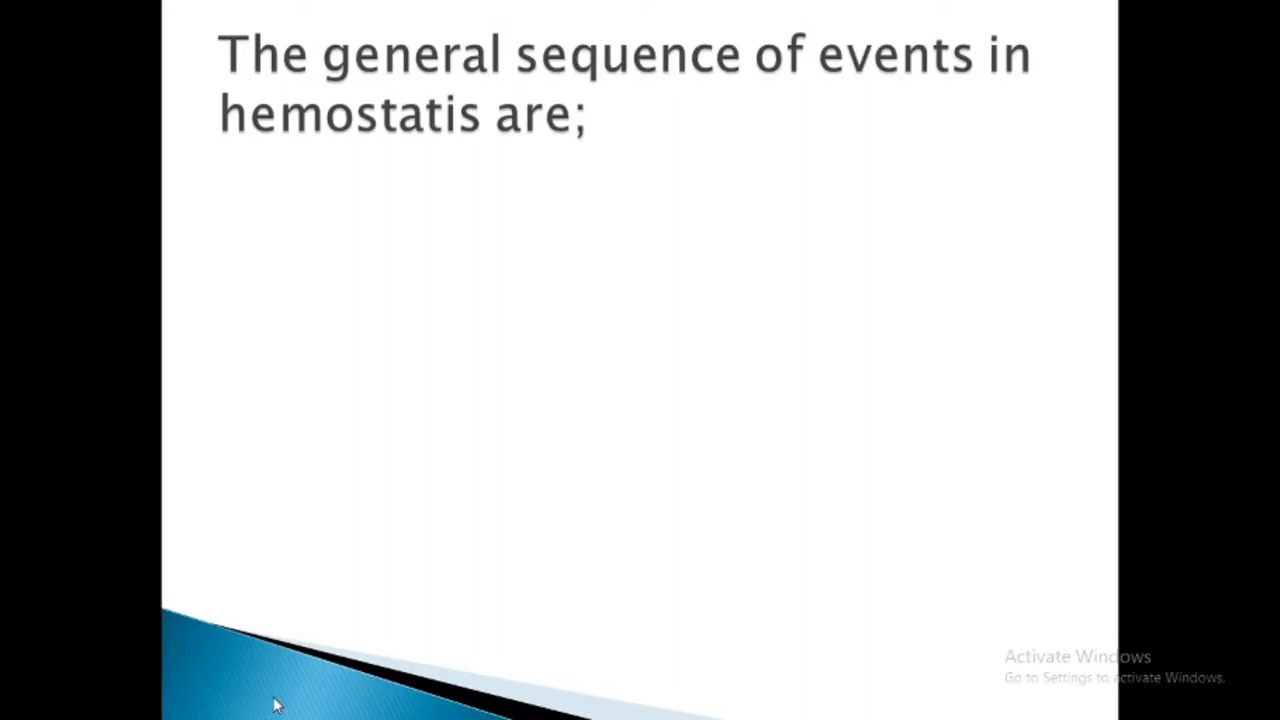 The general sequence of events in
hemostatis are;
Activate Windows
Go to Settings to activate Windows.